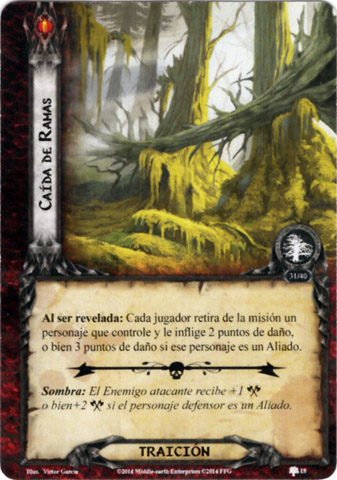 CAÍDA DE RAMAS
31/40
Al ser revelada: Cada jugador retira de la misión un
personaje que controle y le inflige 2 puntos de daño,
o bien 3 puntos de daño si ese personaje es un Aliado.
Sombra: El Enemigo atacante recibe +1
o bien+2 si el personaje defensor es un Aliado.
TRAICIÓN
Illus. Victor Garcia ©2014 Middle-earth Enterprises ©2014 FFG 18